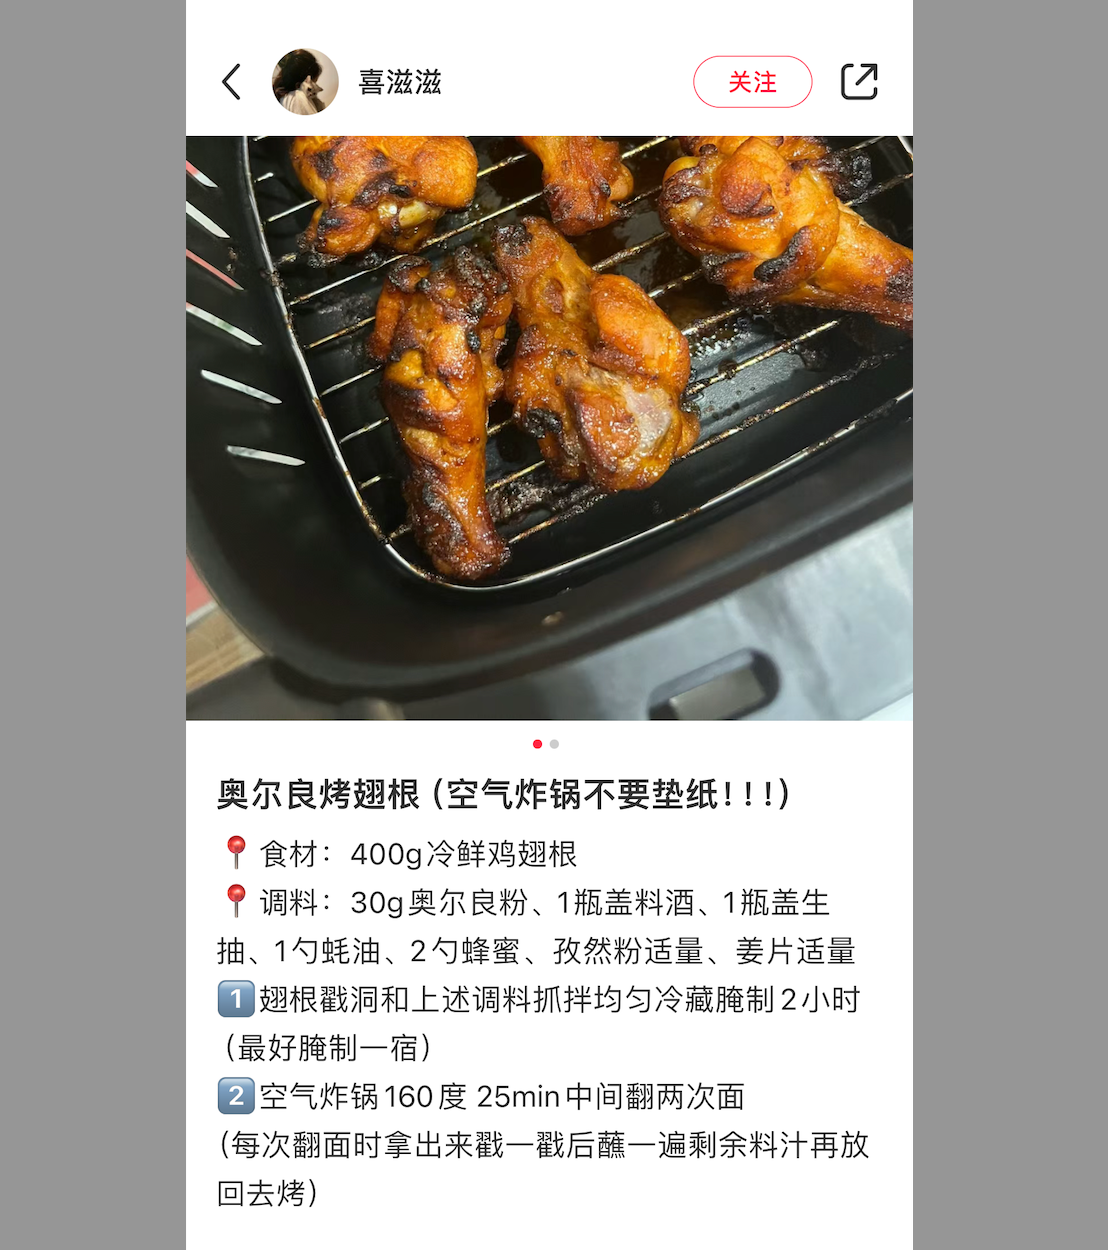 喜滋滋
关注
奥尔良烤翅根（空气炸锅不要垫纸！！！）
📍 食材：400g冷鲜鸡翅根
📍 调料：30g奥尔良粉、1瓶盖料酒、1瓶盖生
抽、1勺蚝油、2勺蜂蜜、孜然粉适量、姜片适量
1️⃣翅根戳洞和上述调料抓拌均匀冷藏腌制2小时
（最好腌制一宿）
2️⃣空气炸锅160度 25min中间翻两次面
(每次翻面时拿出来戳一戳后蘸一遍剩余料汁再放
回去烤）